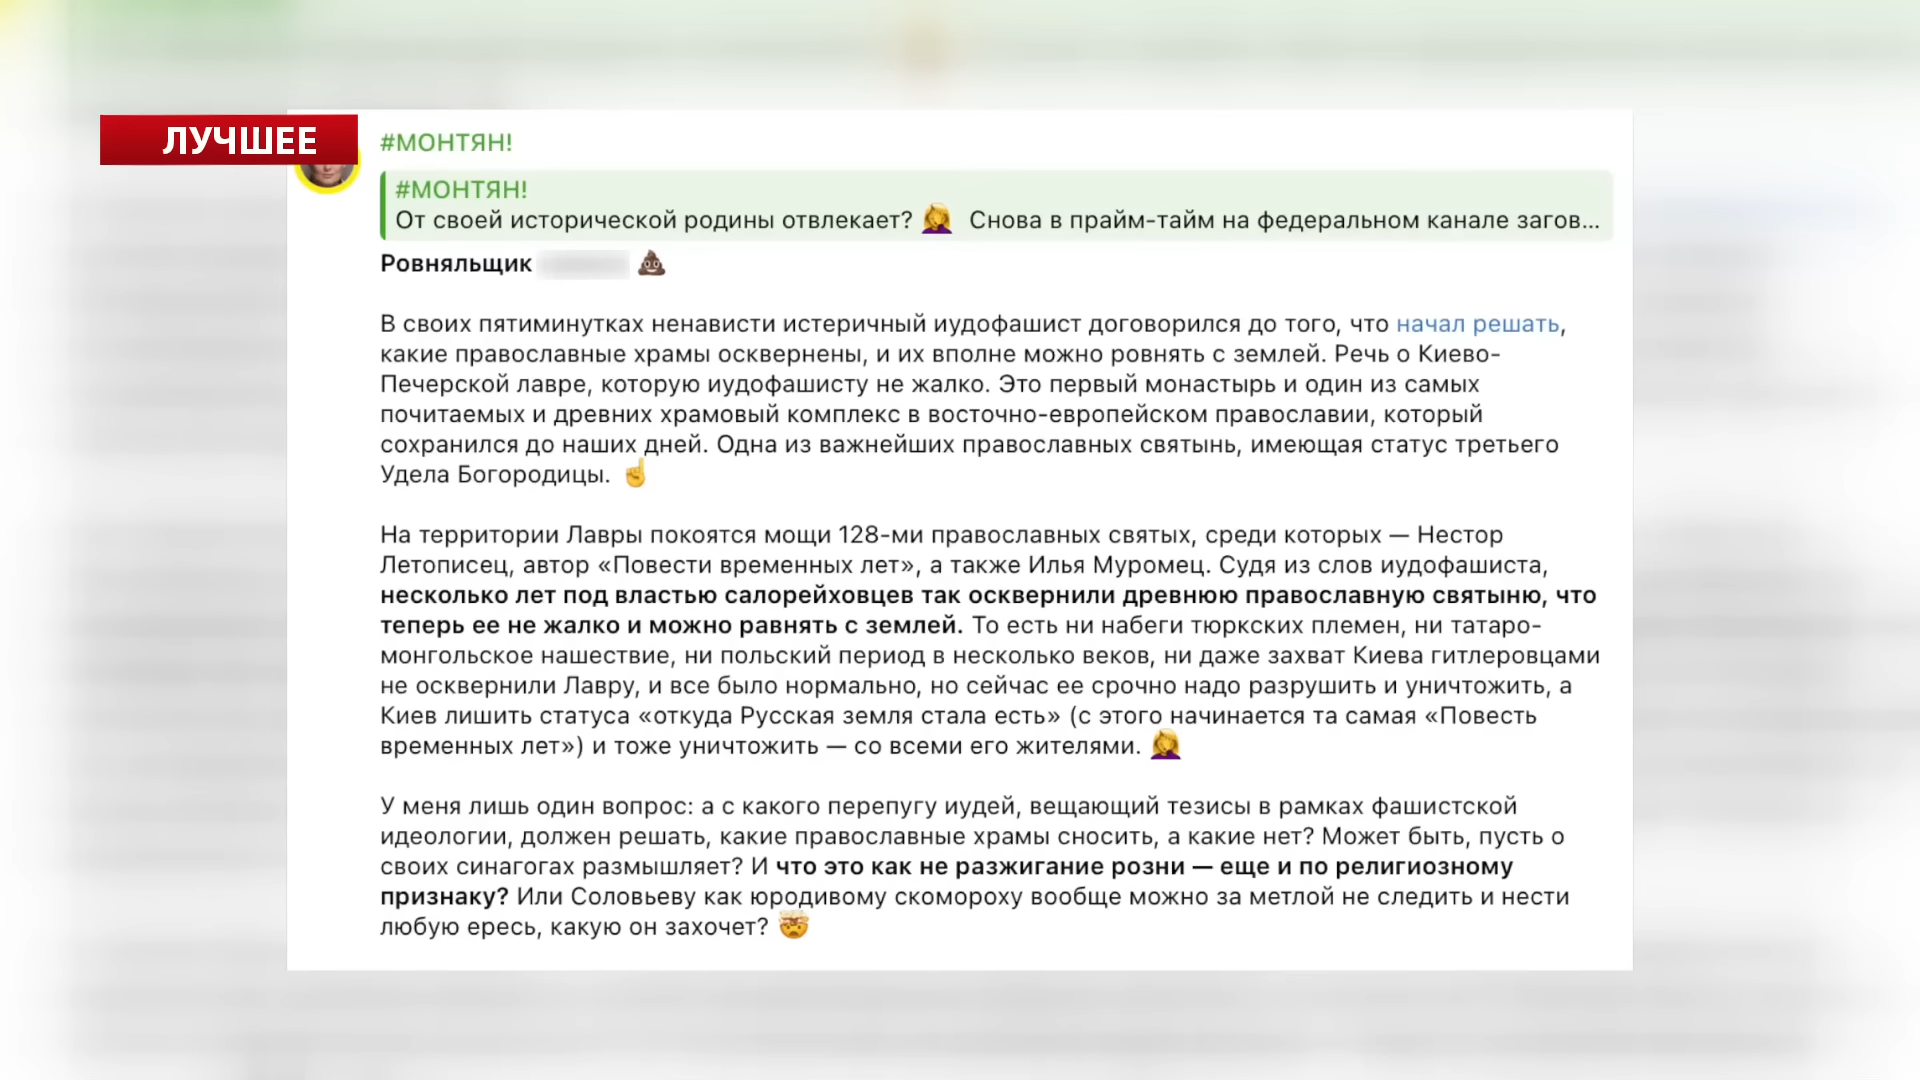 ЛУЧШЕЕ
#МОНТЯН!
#МОНТЯН!
От своей исторической родины отвлекает? 🤦‍♀️ Снова в прайм-тайм на федеральном канале загов...
Ровняльщик 💩
В своих пятиминутках ненависти истеричный иудофашист договорился до того, что начал решать,
какие православные храмы осквернены, и их вполне можно ровнять с землей. Речь о Киево-
Печерской лавре, которую иудофашисту не жалко. Это первый монастырь и один из самых
почитаемых и древних храмовый комплекс в восточно-европейском православии, который
сохранился до наших дней. Одна из важнейших православных святынь, имеющая статус третьего
Удела Богородицы. ☝️
На территории Лавры покоятся мощи 128-ми православных святых, среди которых — Нестор
Летописец, автор «Повести временных лет», а также Илья Муромец. Судя из слов иудофашиста,
несколько лет под властью салорейховцев так осквернили древнюю православную святыню, что
теперь ее не жалко и можно равнять с землей. То есть ни набеги тюркских племен, ни татаро-
монгольское нашествие, ни польский период в несколько веков, ни даже захват Киева гитлеровцами
не осквернили Лавру, и все было нормально, но сейчас ее срочно надо разрушить и уничтожить, а
Киев лишить статуса «откуда Русская земля стала есть» (с этого начинается та самая «Повесть
временных лет») и тоже уничтожить — со всеми его жителями. 🤦‍♀️
У меня лишь один вопрос: а с какого перепугу иудей, вещающий тезисы в рамках фашистской
идеологии, должен решать, какие православные храмы сносить, а какие нет? Может быть, пусть о
своих синагогах размышляет? И что это как не разжигание розни — еще и по религиозному
признаку? Или Соловьеву как юродивому скомороху вообще можно за метлой не следить и нести
любую ересь, какую он захочет? 🤯